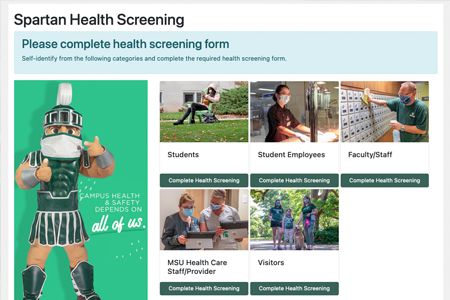 Spartan Health Screening
Please complete health screening form
Self-identify from the following categories and complete the required health screening form.
CAMPUS HEALTH
& SAFETY
DEPENDS ON
all of us.
Students
Student Employees
Faculty/Staff
Complete Health Screening
Complete Health Screening
Complete Health Screening
MSU Health Care
Staff/Provider
Visitors
Complete Health Screening
Complete Health Screening